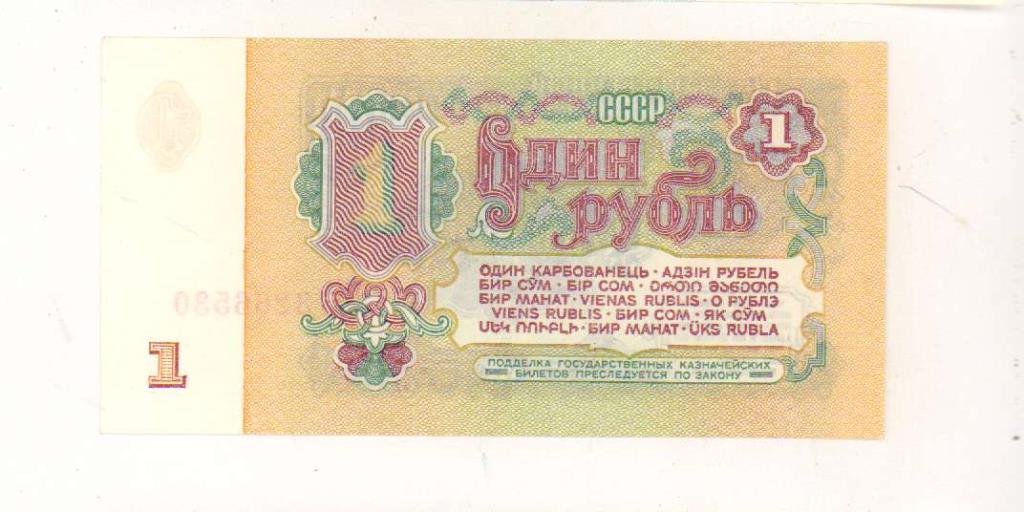 СССР
1
1
Один
рубль
ОДИН КАРБОВАНЕЦЬ · АДЗІН РУБЕЛЬ
БИР СЎМ · БІР СОМ · ᲔᲠᲗᲘ ᲛᲐᲜᲔᲗᲘ
БИР МАНАТ · VIENAS RUBLIS · О РУБЛЭ
VIENS RUBLIS · БИР СОМ · ЯК СӮМ
ՄԵԿ ՌՈՒԲԼԻ · БИР МАНАТ · ÜKS RUBLA
ПОДДЕЛКА ГОСУДАРСТВЕННЫХ КАЗНАЧЕЙСКИХ
БИЛЕТОВ ПРЕСЛЕДУЕТСЯ ПО ЗАКОНУ
1